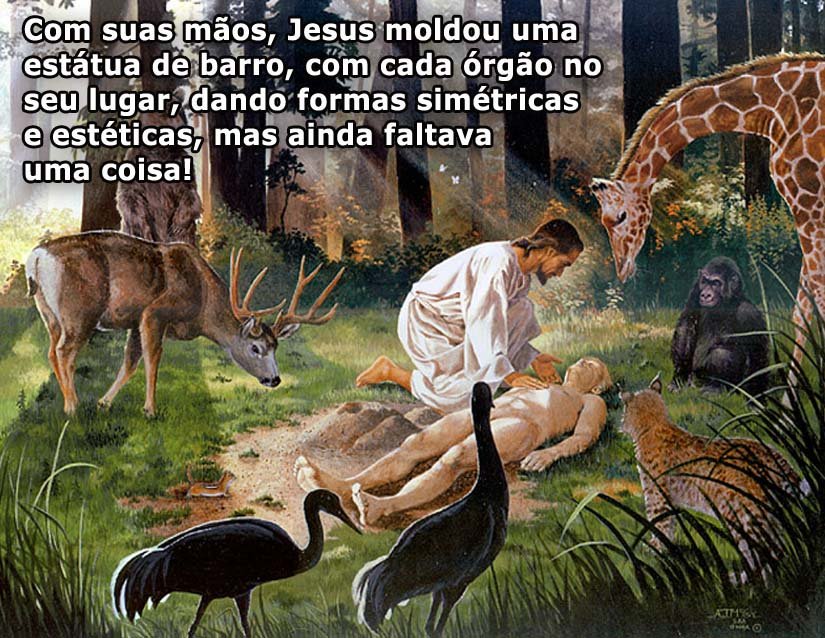 Com suas mãos, Jesus moldou uma
estátua de barro, com cada órgão no
seu lugar, dando formas simétricas
e estéticas, mas ainda faltava
uma coisa!